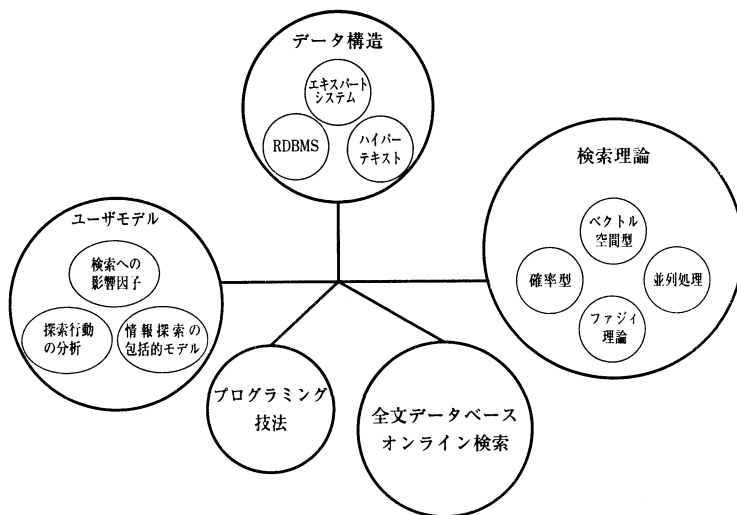 データ構造
エキスパート
システム
RDBMS
ハイパー
テキスト
検索理論
ベクトル
空間型
確率型
並列処理
ファジィ
理論
ユーザモデル
検索への
影響因子
探索行動
の分析
情報探索の
包括的モデル
プログラミング
技法
全文データベース
オンライン検索